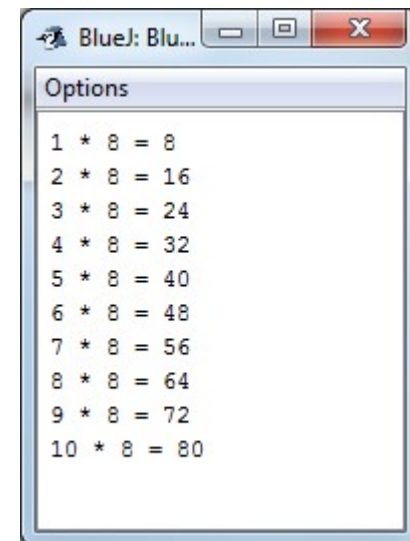 BlueJ: Blu...
Options
1 * 8 = 8
2 * 8 = 16
3 * 8 = 24
4 * 8 = 32
5 * 8 = 40
6 * 8 = 48
7 * 8 = 56
8 * 8 = 64
9 * 8 = 72
10 * 8 = 80